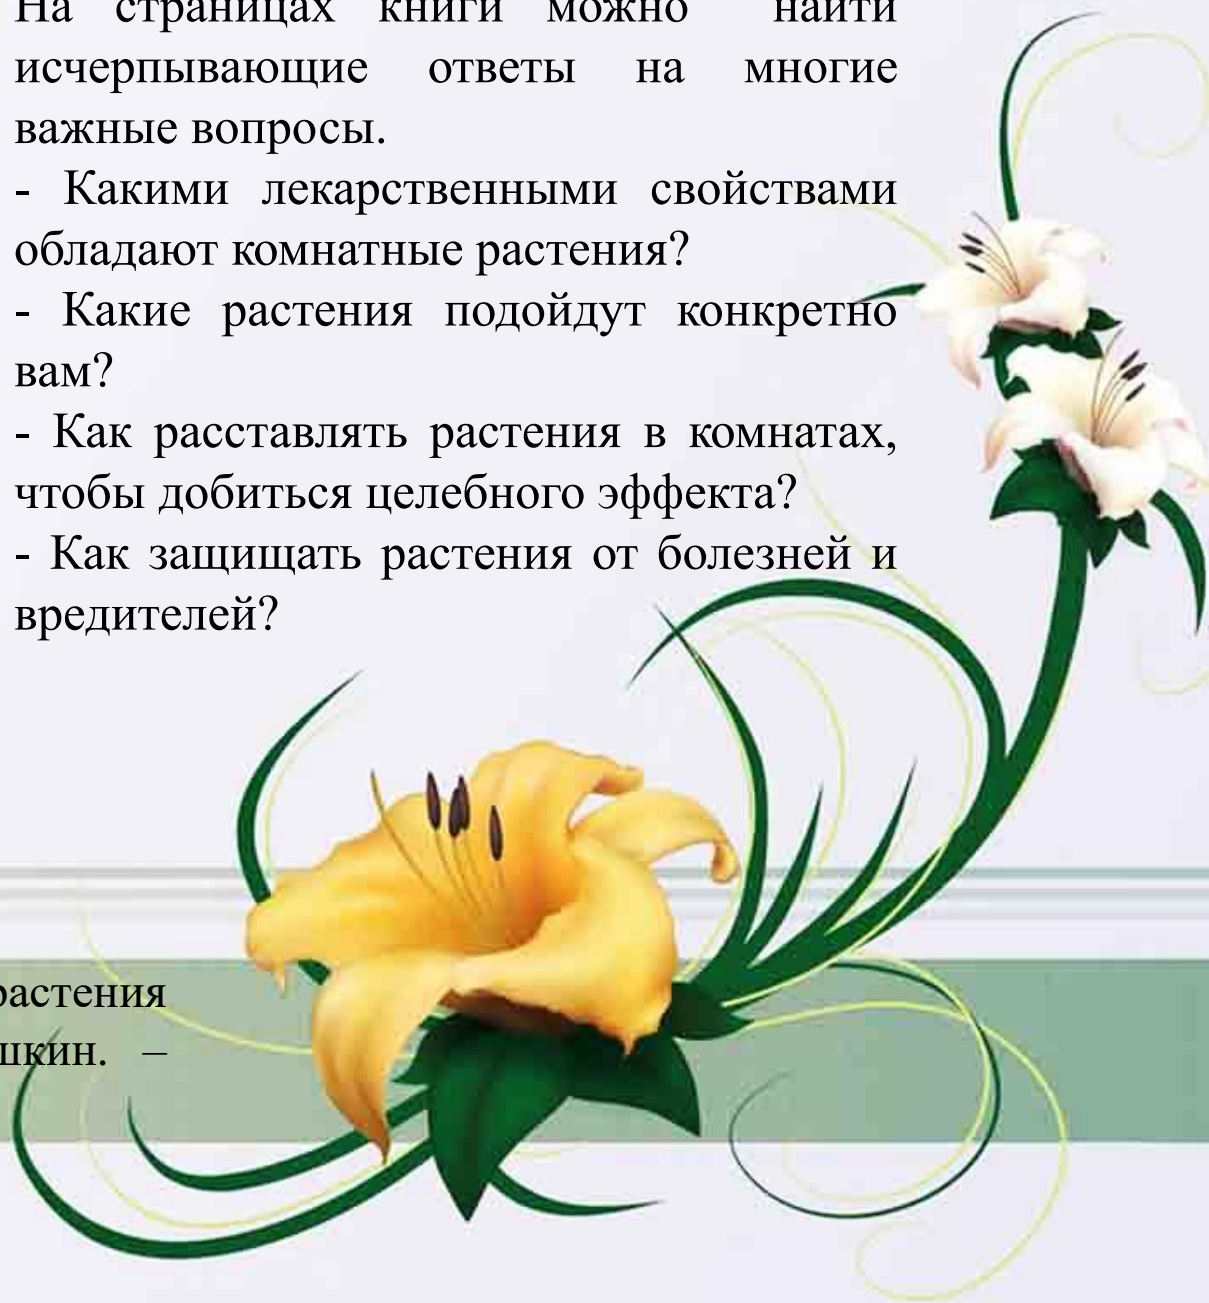 На страницах книги можно найти
исчерпывающие ответы на многие
важные вопросы.
- Какими лекарственными свойствами
обладают комнатные растения?
- Какие растения подойдут конкретно
вам?
- Как расставлять растения в комнатах,
чтобы добиться целебного эффекта?
- Как защищать растения от болезней и
вредителей?
растения
шкин. –